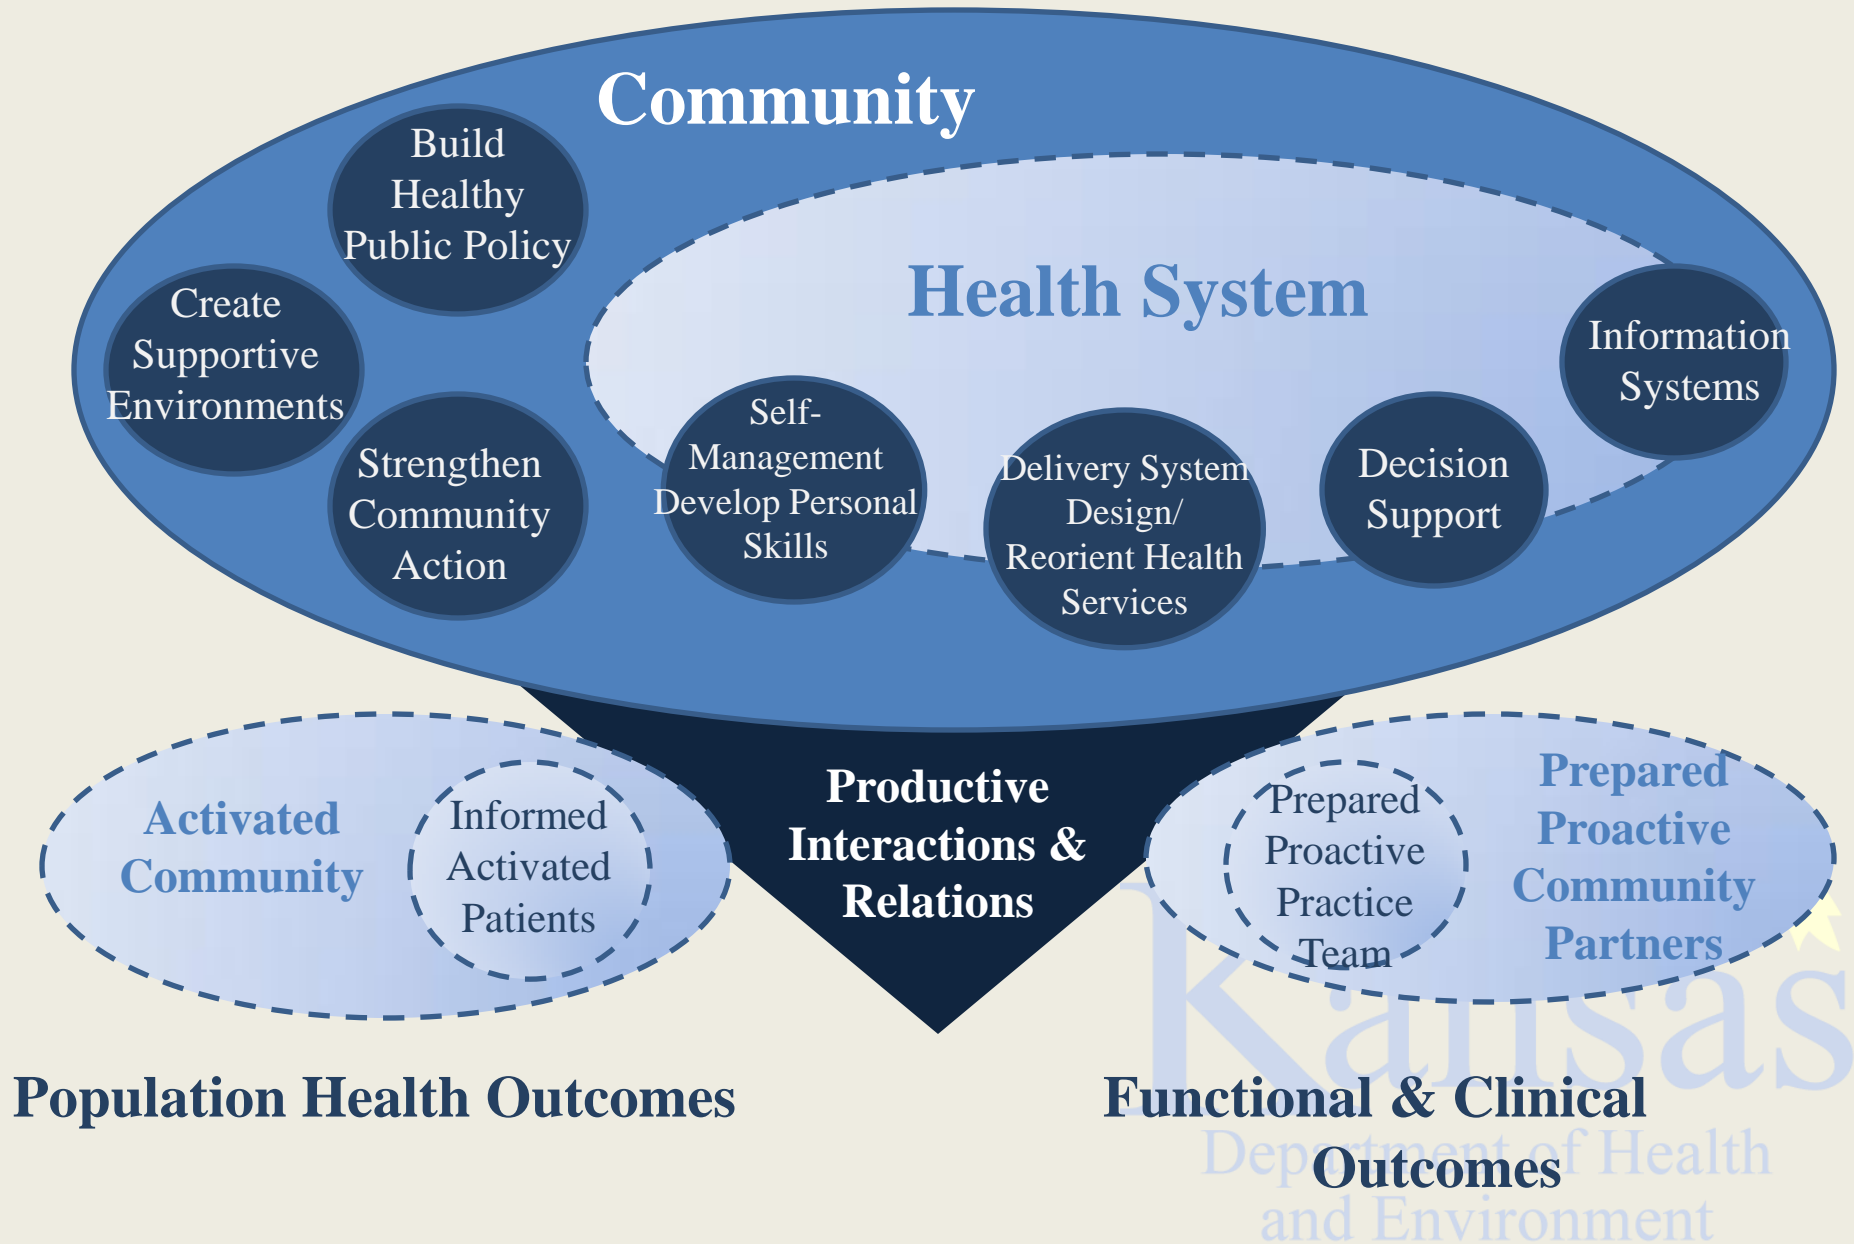 Community
Build
Healthy
Public Policy
Health System
Create
Supportive
Environments
Information
Systems
Strengthen
Community
Action
Self-
Management
Develop Personal
Skills
Delivery System
Design/
Reorient Health
Services
Decision
Support
Activated
Community
Informed
Activated
Patients
Productive
Interactions &
Relations
Prepared
Proactive
Practice
Team
Prepared
Proactive
Community
Partners
Population Health Outcomes
Functional & Clinical
Outcomes
Kansas
Department of Health
and Environment